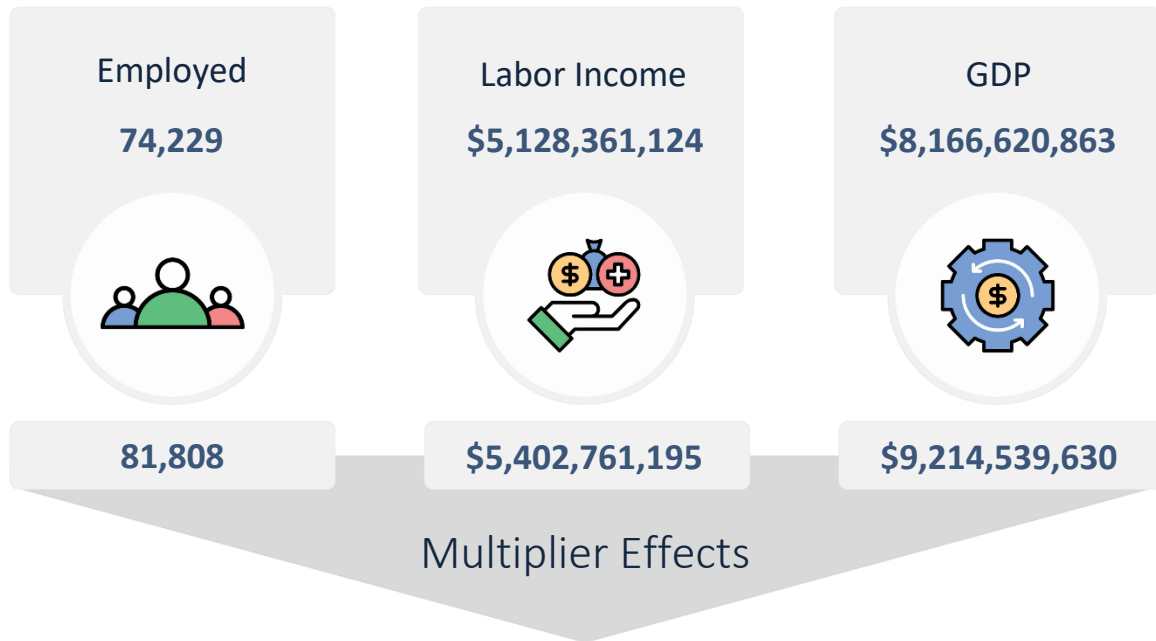 Employed
74,229
Labor Income
$5,128,361,124
GDP
$8,166,620,863
$
$
81,808
$5,402,761,195
$9,214,539,630
Multiplier Effects